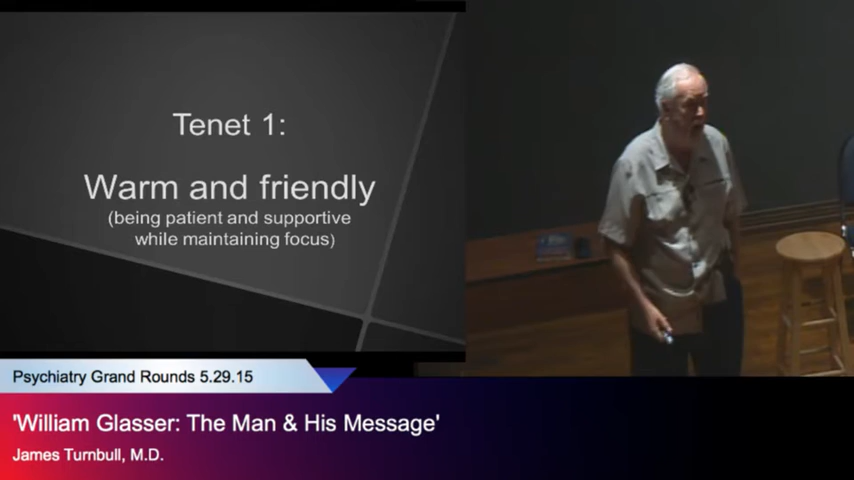 Tenet 1:
Warm and friendly
(being patient and supportive
while maintaining focus)
Psychiatry Grand Rounds 5.29.15
'William Glasser: The Man & His Message'
James Turnbull, M.D.